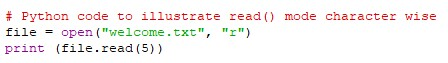 # Python code to illustrate read() mode character wise
file = open("welcome.txt", "r")
print (file.read(5))